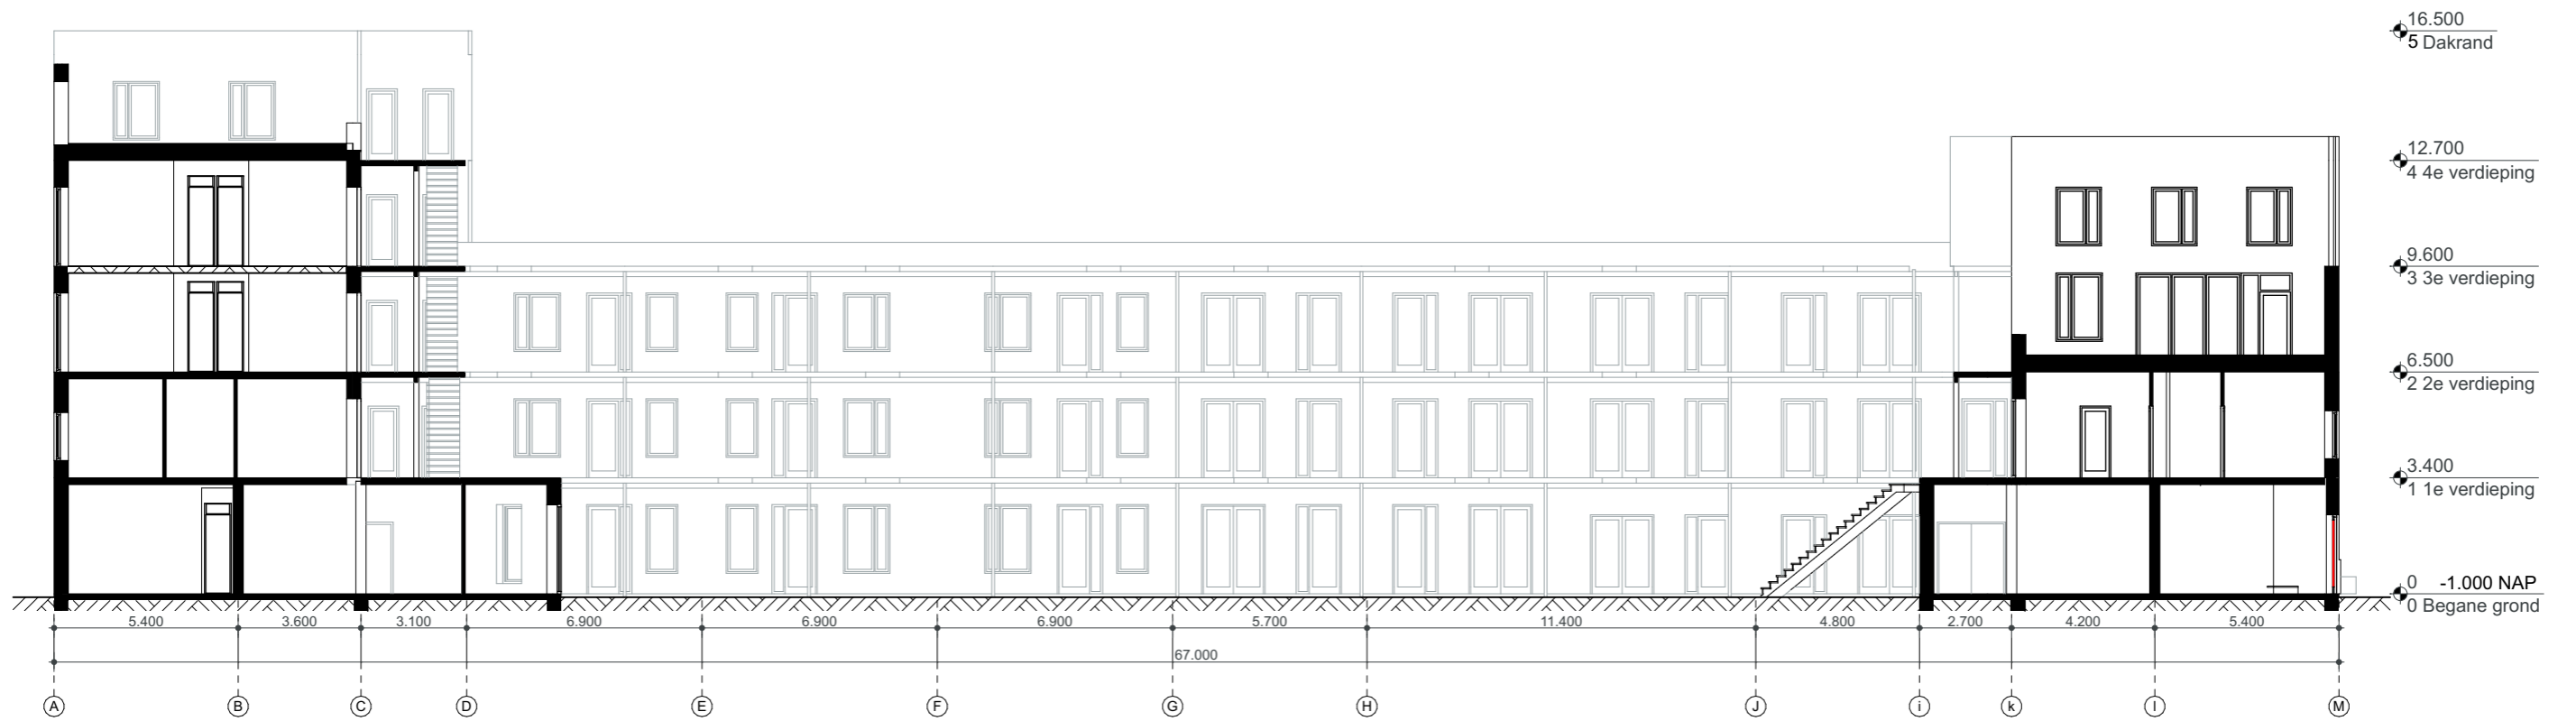 16.500
5 Dakrand
12.700
4 4e verdieping
9.600
3 3e verdieping
6.500
2 2e verdieping
3.400
1 1e verdieping
0 -1.000 NAP
0 Begane grond
5.400 3.600 3.100 6.900 6.900 6.900 5.700 11.400 4.800 2.700 4.200 5.400
67.000
A B C D E F G H J i k l M